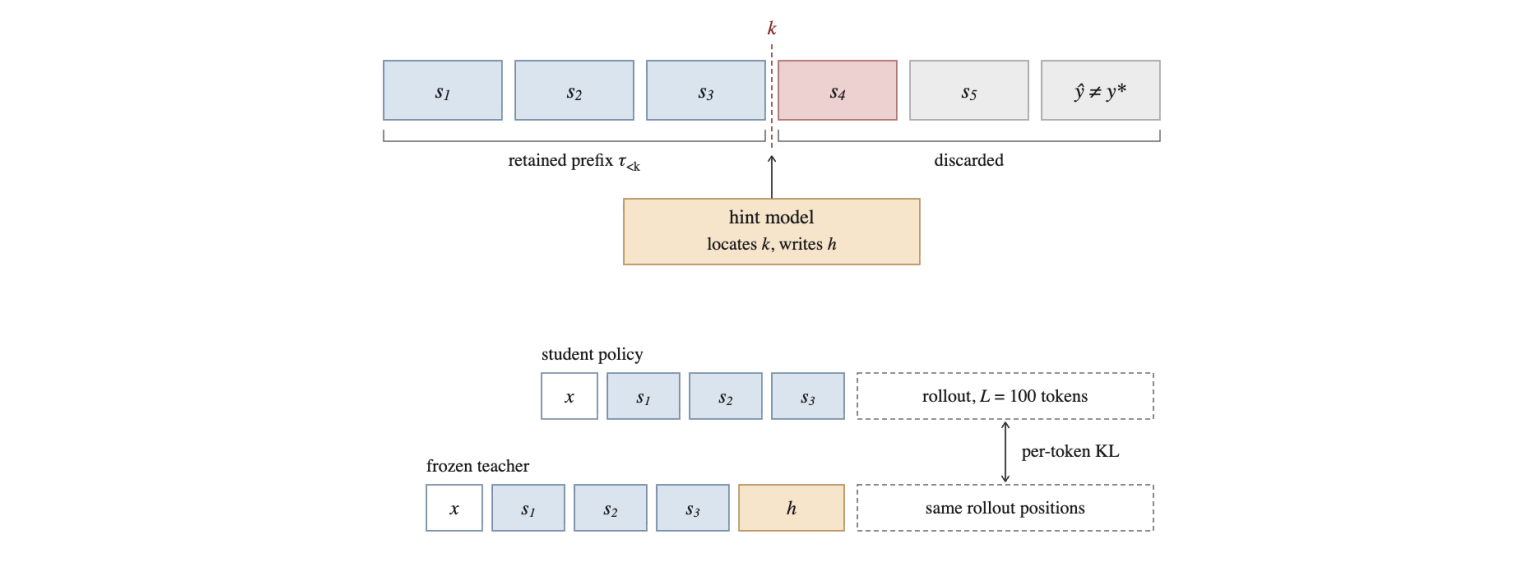 k
s₁ s₂ s₃ s₄ s₅ ŷ ≠ y*
retained prefix τ<k discarded
hint model
locates k, writes h
student policy
x s₁ s₂ s₃ rollout, L = 100 tokens
per-token KL
frozen teacher
x s₁ s₂ s₃ h same rollout positions